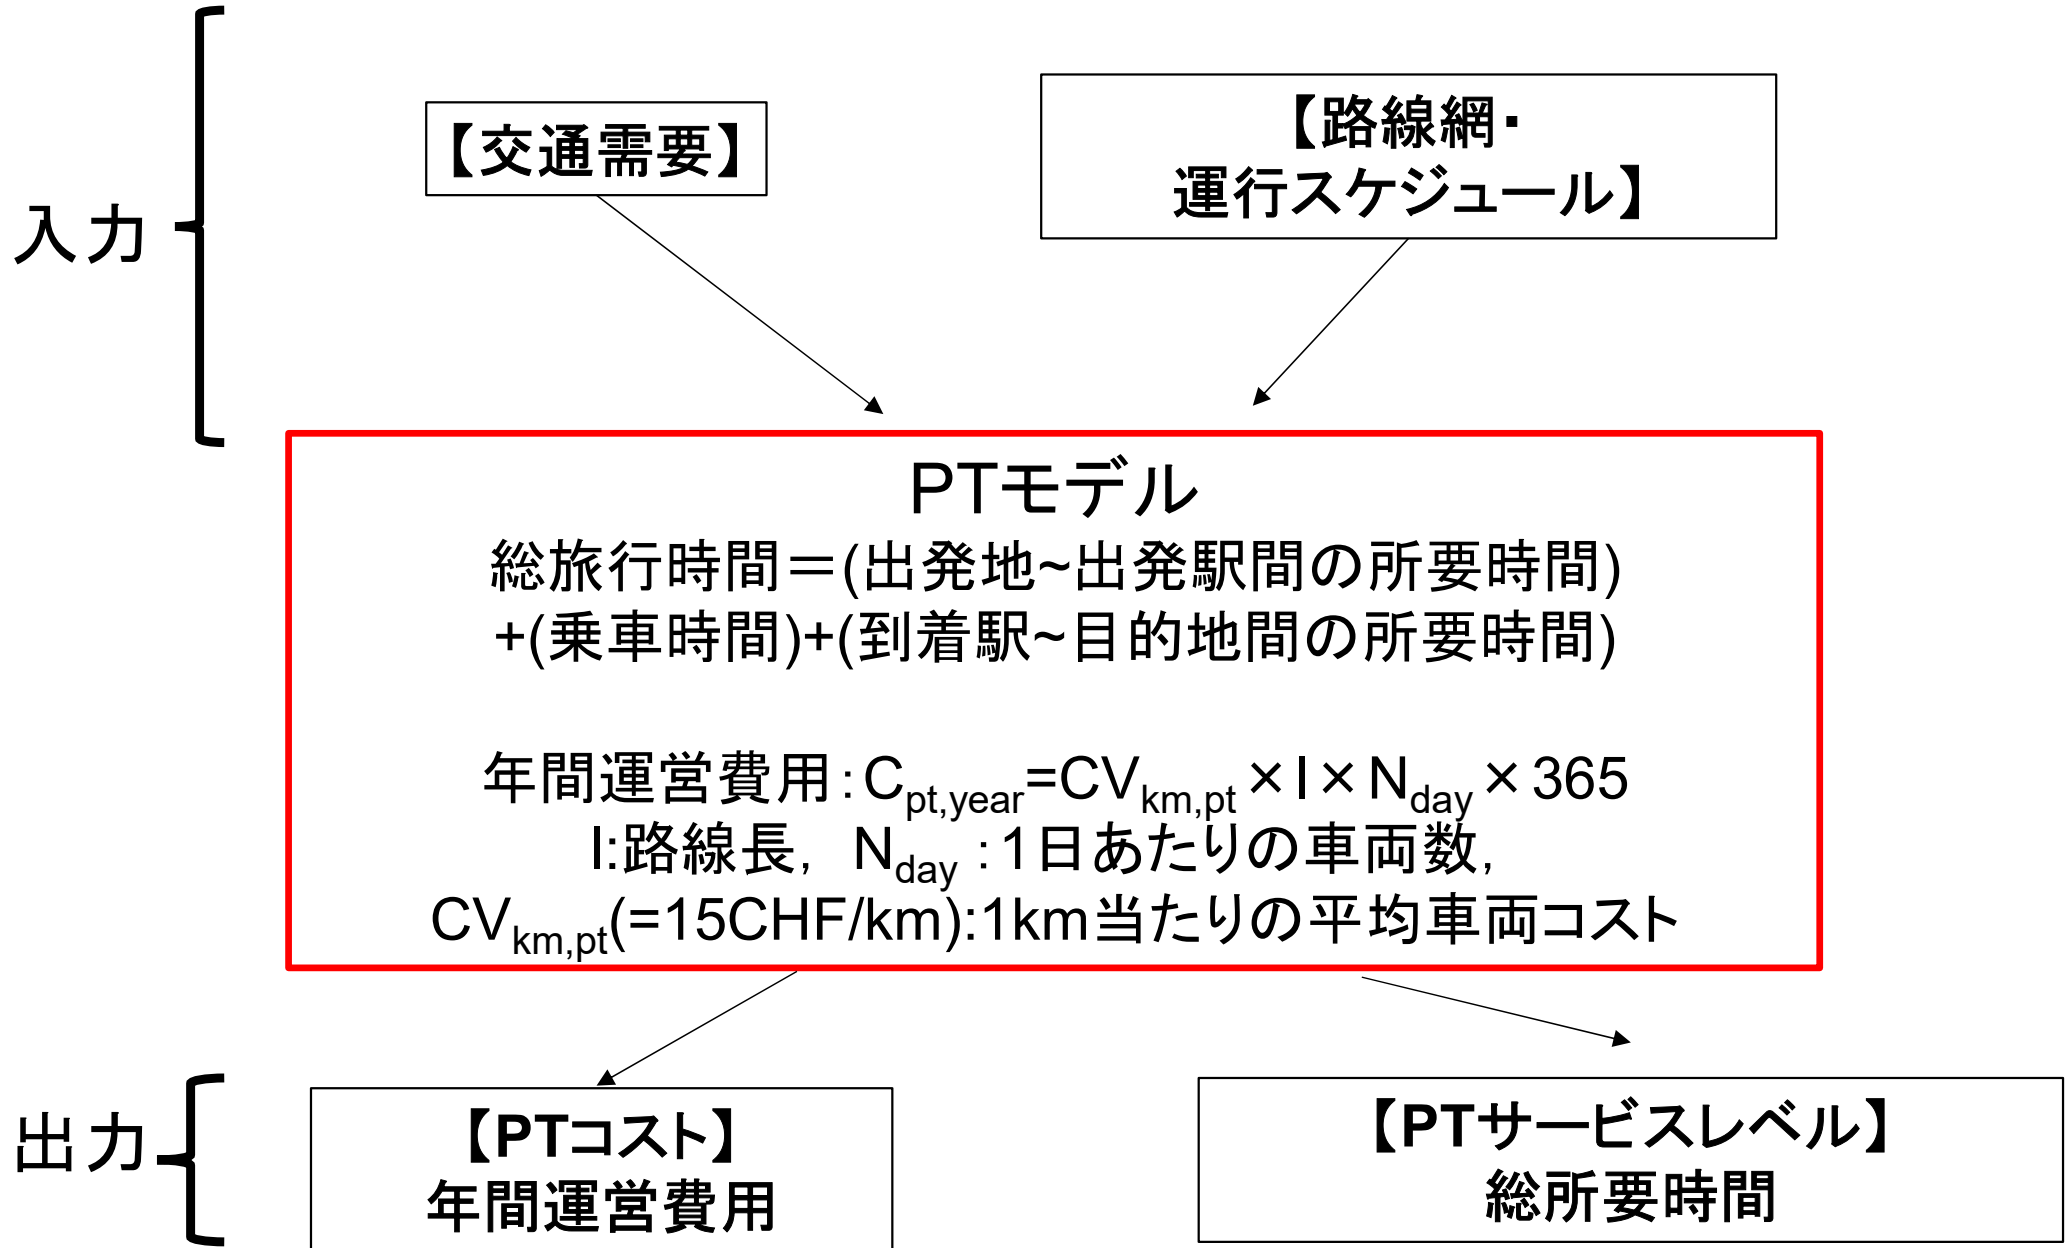 入力
【交通需要】
【路線網・
運行スケジュール】
PTモデル
総旅行時間＝(出発地~出発駅間の所要時間)
+(乗車時間)+(到着駅~目的地間の所要時間)
年間運営費用：Cpt,year=CVkm,pt×l×Nday×365
l:路線長， Nday：1日あたりの車両数，
CVkm,pt(=15CHF/km):1km当たりの平均車両コスト
出力
【PTコスト】
年間運営費用
【PTサービスレベル】
総所要時間